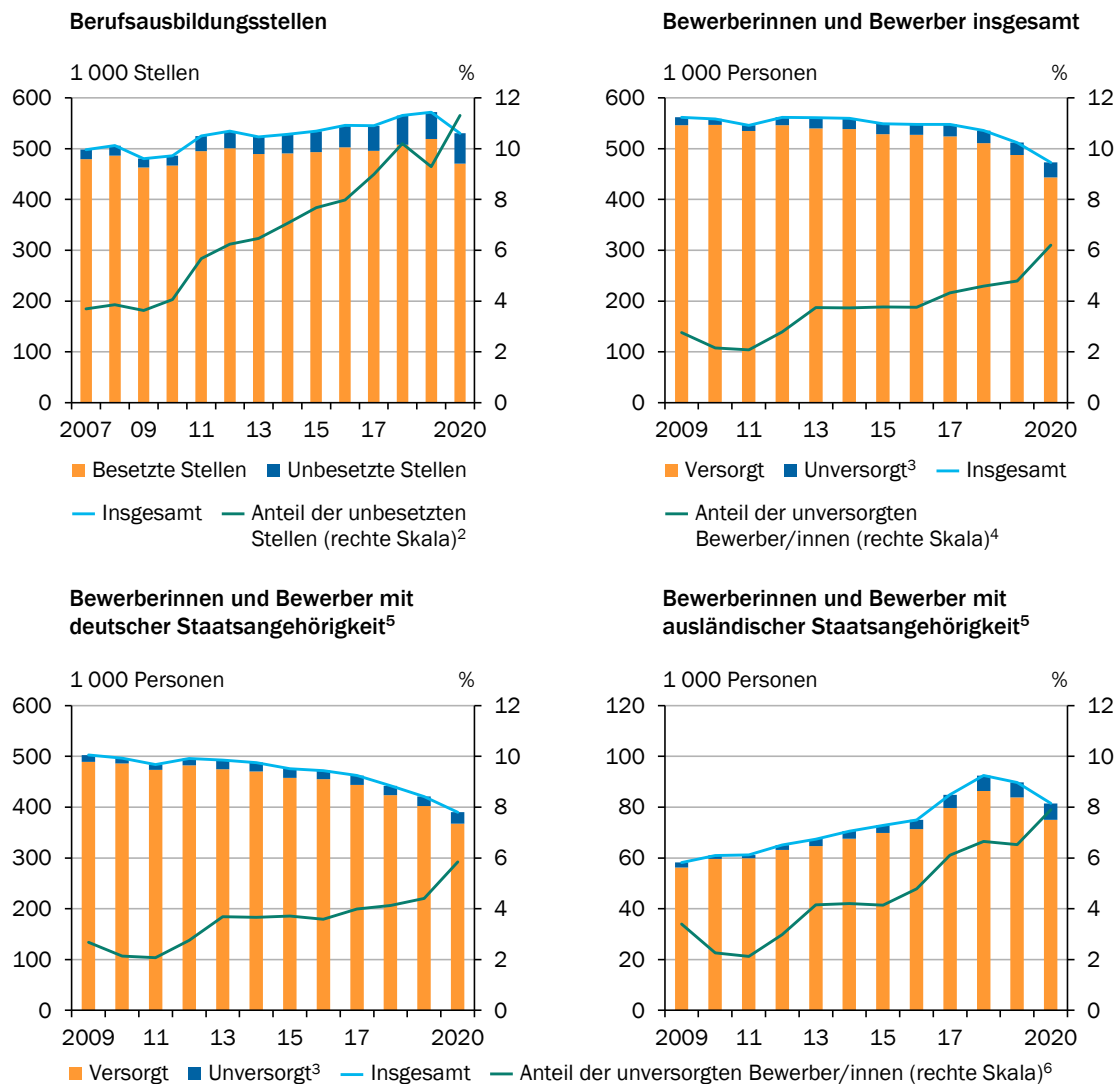 Berufsausbildungsstellen
1 000 Stellen %
600 12
500 10
400 8
300 6
200 4
100 2
0 0
2007 09 11 13 15 17 2020
Besetzte Stellen Unbesetzte Stellen
Insgesamt Anteil der unbesetzten
Stellen (rechte Skala)²
Bewerberinnen und Bewerber insgesamt
1 000 Personen %
600 12
500 10
400 8
300 6
200 4
100 2
0 0
2009 11 13 15 17 2020
Versorgt Unversorgt³ Insgesamt
Anteil der unversorgten
Bewerber/innen (rechte Skala)⁴
Bewerberinnen und Bewerber mit
deutscher Staatsangehörigkeit⁵
1 000 Personen %
600 12
500 10
400 8
300 6
200 4
100 2
0 0
2009 11 13 15 17 2020
Bewerberinnen und Bewerber mit
ausländischer Staatsangehörigkeit⁵
1 000 Personen %
120 12
100 10
80 8
60 6
40 4
20 2
0 0
2009 11 13 15 17 2020
Versorgt Unversorgt³ Insgesamt Anteil der unversorgten Bewerber/innen (rechte Skala)⁶